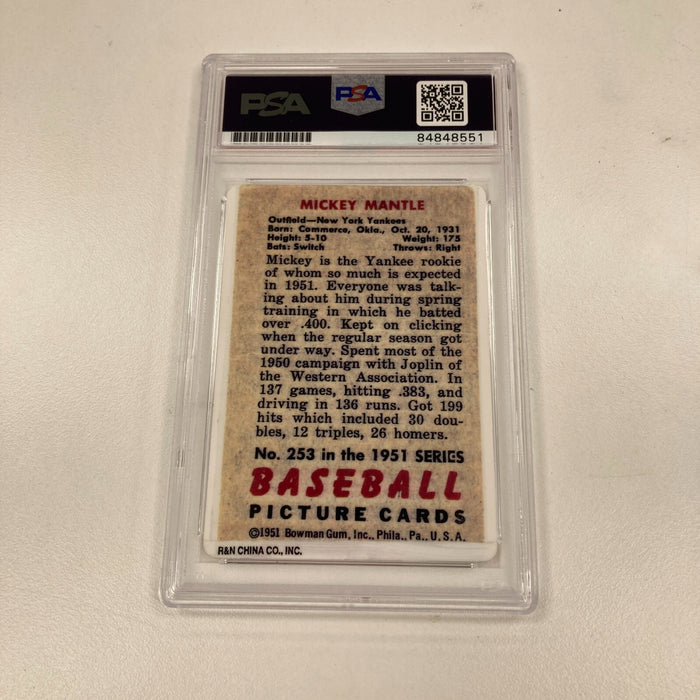 PSA PSA
84848551
MICKEY MANTLE
Outfield—New York Yankees
Born: Commerce, Okla., Oct. 20, 1931
Height: 5-10 Weight: 175
Bats: Switch Throws: Right
Mickey is the Yankee rookie
of whom so much is expected
in 1951. Everyone was talk-
ing about him during spring
training in which he batted
over .400. Kept on clicking
when the regular season got
under way. Spent most of the
1950 campaign with Joplin of
the Western Association. In
137 games, hitting .383, and
driving in 136 runs. Got 199
hits which included 30 dou-
bles, 12 triples, 26 homers.
No. 253 in the 1951 SERIES
BASEBALL
PICTURE CARDS
©1951 Bowman Gum, Inc., Phila., Pa., U.S.A.
R&N CHINA CO., INC.